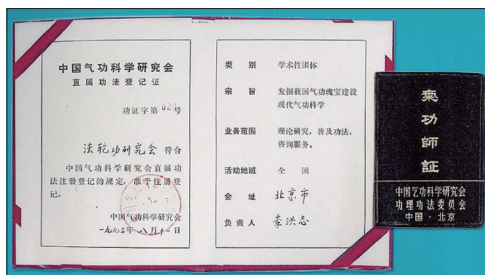 中国气功科学研究会
直属功法登记证
功证字第
号
法轮功研究会 符合
中国气功科学研究会直属功
法注册登记的规定,准予注册登
记。
中国气功科学研究会
一九九三年八月十一日
类 别 学术性团体
宗 旨 发掘我国气功瑰宝建设
现代气功科学
业务范围 理论研究,普及功法,
咨询服务。
活动地域 全 国
会 址 北京市
负责人 李洪志
氣功師証
中国气功科学研究会
功理功法委员会
中国·北京